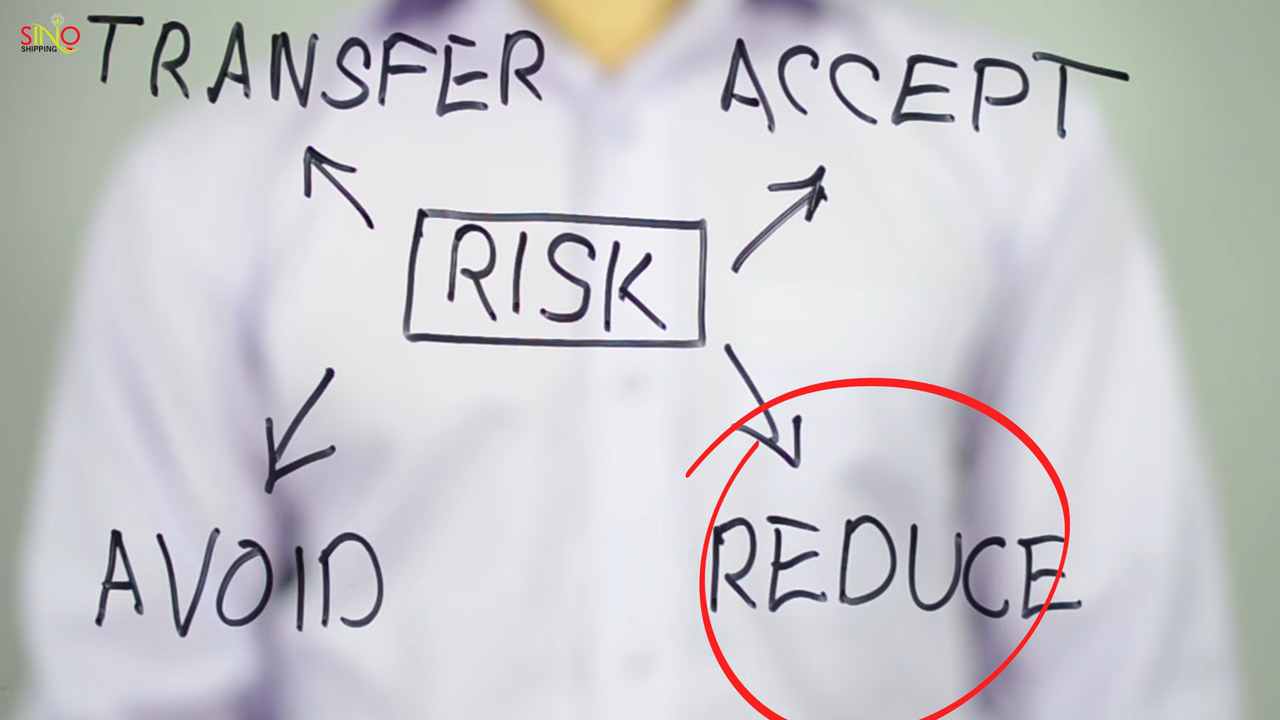 SINO
SHIPPING
TRANSFER
ACCEPT
RISK
AVOID
REDUCE